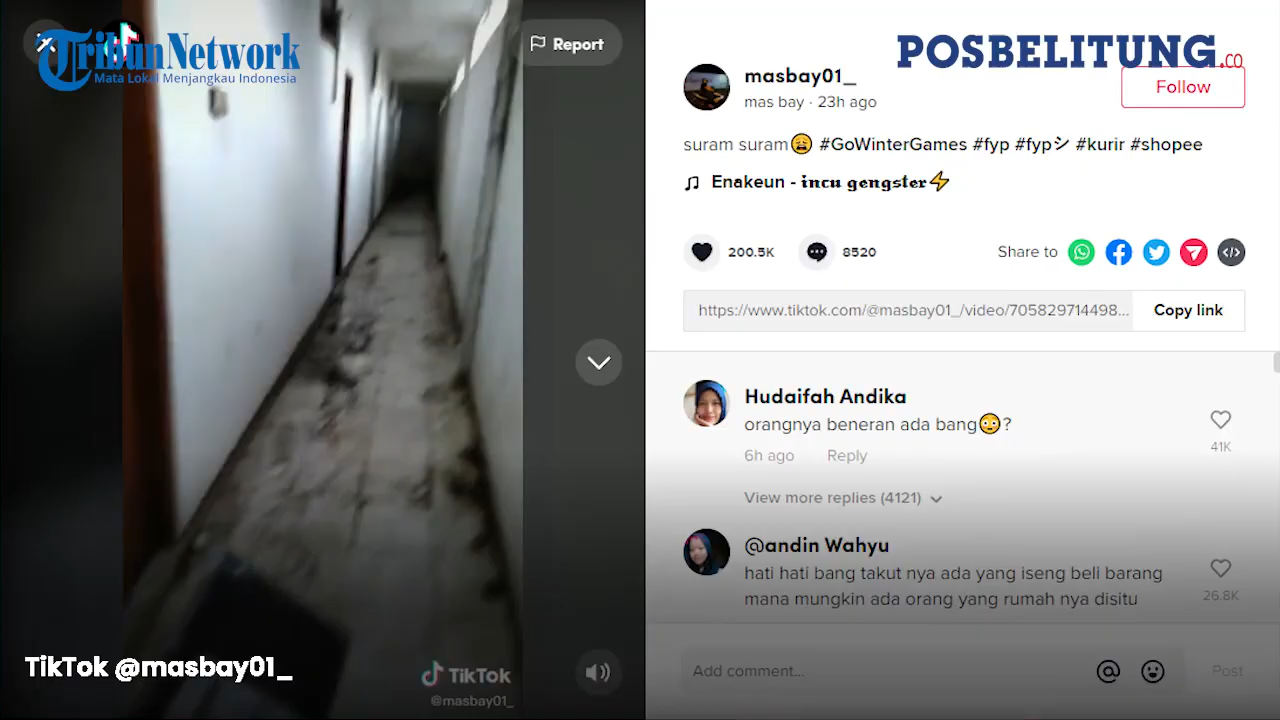 Tribun Network
Mata Lokal Menjangkau Indonesia
Report
POSBELITUNG.CO
masbay01_
mas bay · 23h ago
Follow
suram suram😩 #GoWinterGames #fyp #fypシ #kurir #shopee
♫ Enakeun - 𝖎𝖓𝖈𝖚 𝖌𝖊𝖓𝖌𝖘𝖙𝖊𝖗⚡
200.5K
8520
Share to
https://www.tiktok.com/@masbay01_/video/705829714498...
Copy link
Hudaifah Andika
orangnya beneran ada bang😳?
41K
6h ago
Reply
View more replies (4121)
@andin Wahyu
hati hati bang takut nya ada yang iseng beli barang
mana mungkin ada orang yang rumah nya disitu
26.8K
TikTok @masbay01_
TikTok
@masbay01_
Add comment...
Post